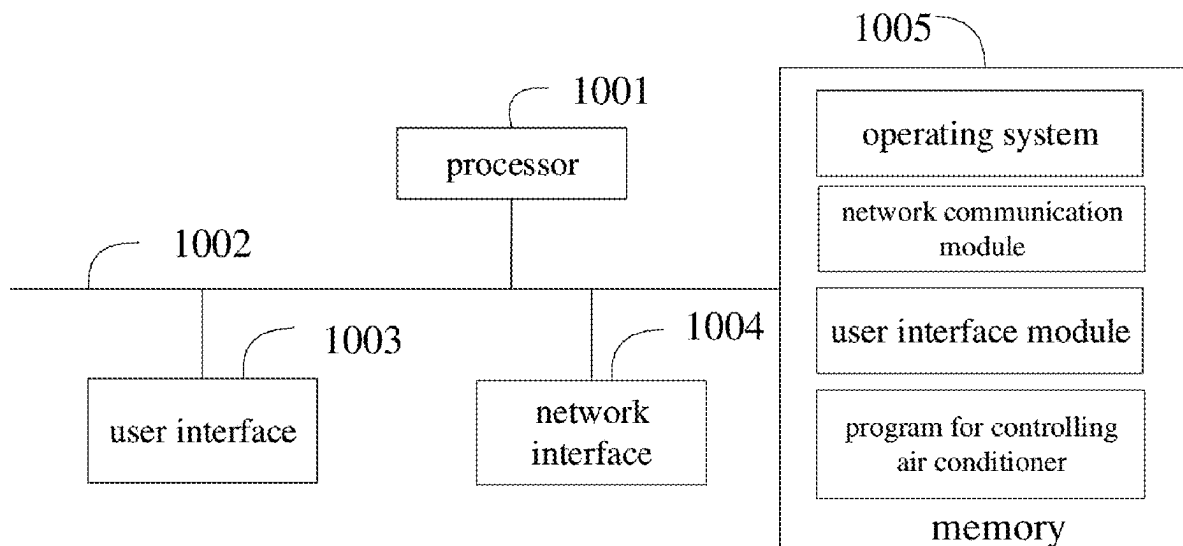 1005
1001
operating system
processor
network communication
module
1002
1004
user interface module
1003
user interface
network
interface
program for controlling
air conditioner
memory